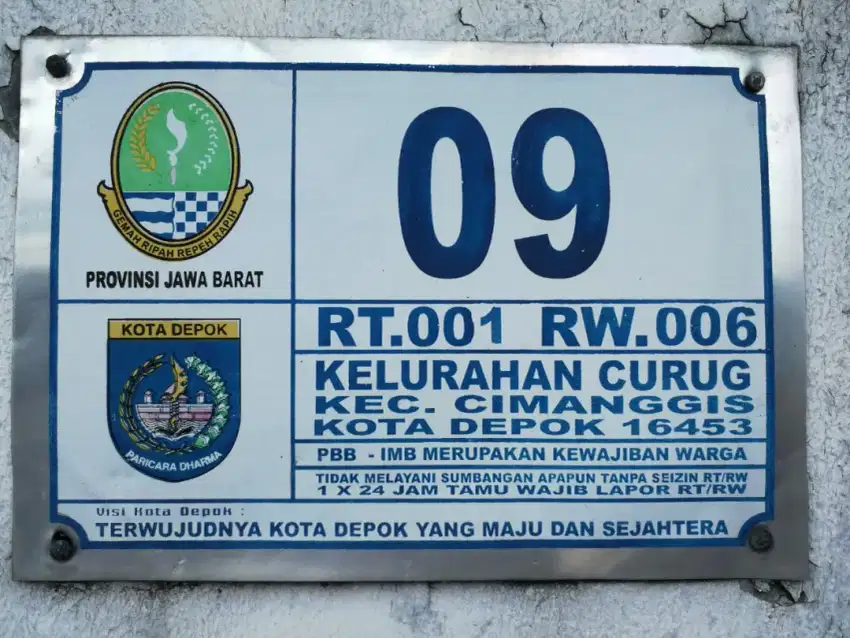 GEMAH RIPAH REPEH RAPIH
PROVINSI JAWA BARAT
09
KOTA DEPOK
PARICARA DHARMA
RT.001 RW.006
KELURAHAN CURUG
KEC. CIMANGGIS
KOTA DEPOK 16453
PBB - IMB MERUPAKAN KEWAJIBAN WARGA
TIDAK MELAYANI SUMBANGAN APAPUN TANPA SEIZIN RT/RW
1 X 24 JAM TAMU WAJIB LAPOR RT/RW
Visi Kota Depok :
TERWUJUDNYA KOTA DEPOK YANG MAJU DAN SEJAHTERA